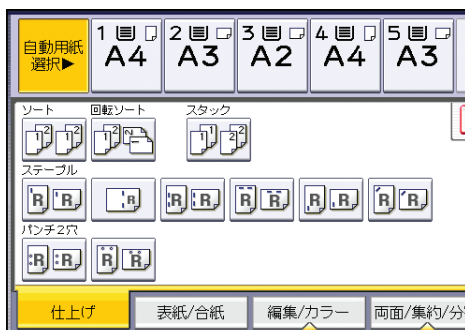 自動用紙
選択▶
1 2 3 4 5
A4 A3 A2 A4 A3
ソート 回転ソート スタック
ステープル
パンチ2穴
仕上げ 表紙/合紙 編集/カラー 両面/集約/分